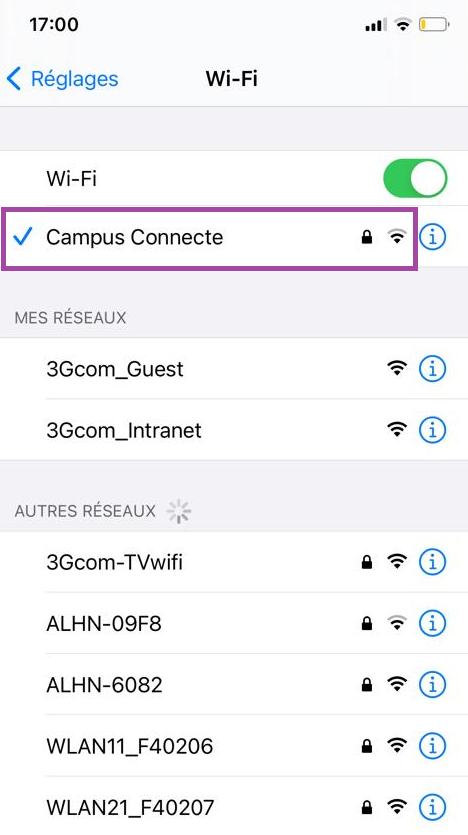 17:00
Réglages
Wi-Fi
Wi-Fi
Campus Connecte
MES RÉSEAUX
3Gcom_Guest
3Gcom_Intranet
AUTRES RÉSEAUX
3Gcom-TVwifi
ALHN-09F8
ALHN-6082
WLAN11_F40206
WLAN21_F40207